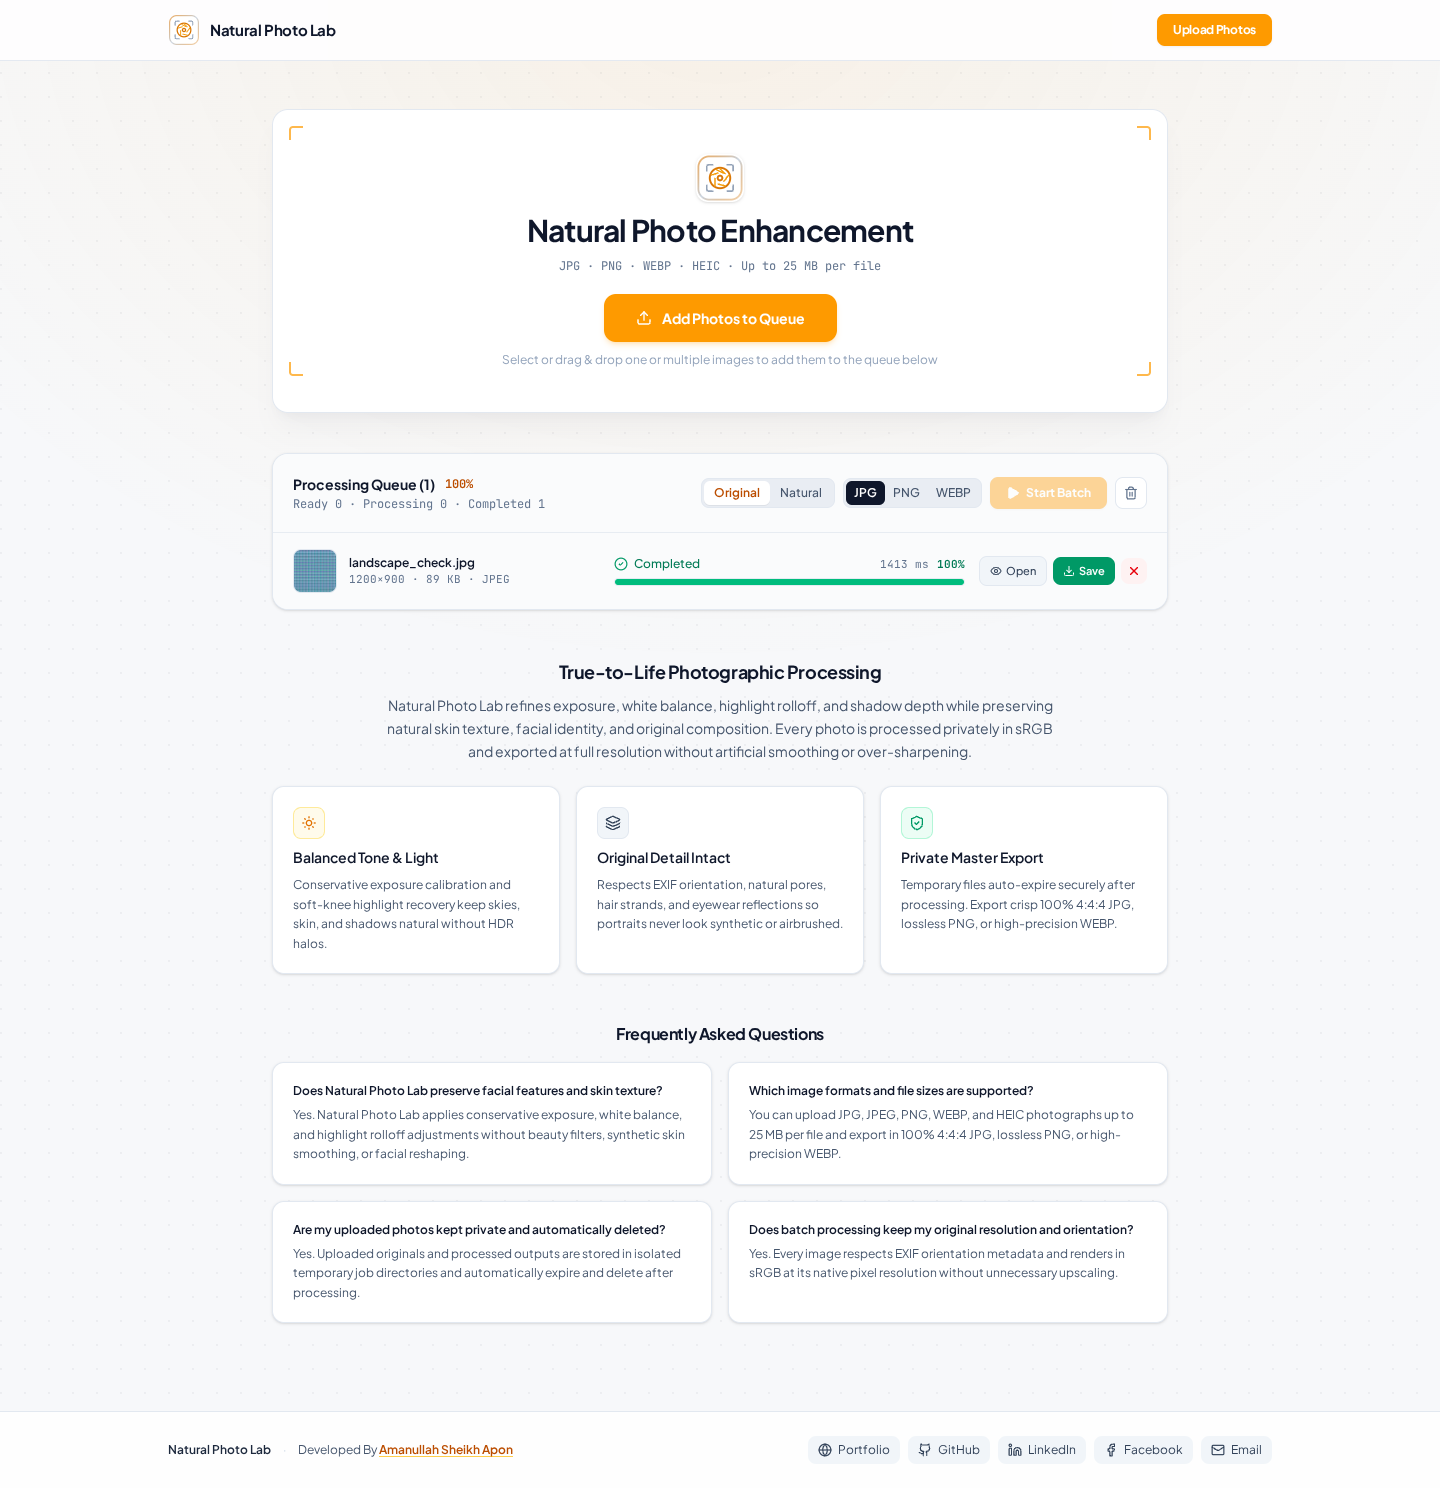 Natural Photo Lab
Upload Photos
Natural Photo Enhancement
JPG · PNG · WEBP · HEIC · Up to 25 MB per file
Add Photos to Queue
Select or drag & drop one or multiple images to add them to the queue below
Processing Queue (1) 100%
Ready 0 · Processing 0 · Completed 1
Original Natural JPG PNG WEBP Start Batch
landscape_check.jpg
1200×900 · 89 KB · JPEG
Completed 1413 ms 100%
Open Save
True-to-Life Photographic Processing
Natural Photo Lab refines exposure, white balance, highlight rolloff, and shadow depth while preserving
natural skin texture, facial identity, and original composition. Every photo is processed privately in sRGB
and exported at full resolution without artificial smoothing or over-sharpening.
Balanced Tone & Light
Conservative exposure calibration and
soft-knee highlight recovery keep skies,
skin, and shadows natural without HDR
halos.
Original Detail Intact
Respects EXIF orientation, natural pores,
hair strands, and eyewear reflections so
portraits never look synthetic or airbrushed.
Private Master Export
Temporary files auto-expire securely after
processing. Export crisp 100% 4:4:4 JPG,
lossless PNG, or high-precision WEBP.
Frequently Asked Questions
Does Natural Photo Lab preserve facial features and skin texture?
Yes. Natural Photo Lab applies conservative exposure, white balance,
and highlight rolloff adjustments without beauty filters, synthetic skin
smoothing, or facial reshaping.
Which image formats and file sizes are supported?
You can upload JPG, JPEG, PNG, WEBP, and HEIC photographs up to
25 MB per file and export in 100% 4:4:4 JPG, lossless PNG, or high-
precision WEBP.
Are my uploaded photos kept private and automatically deleted?
Yes. Uploaded originals and processed outputs are stored in isolated
temporary job directories and automatically expire and delete after
processing.
Does batch processing keep my original resolution and orientation?
Yes. Every image respects EXIF orientation metadata and renders in
sRGB at its native pixel resolution without unnecessary upscaling.
Natural Photo Lab · Developed By Amanullah Sheikh Apon
Portfolio GitHub LinkedIn Facebook Email